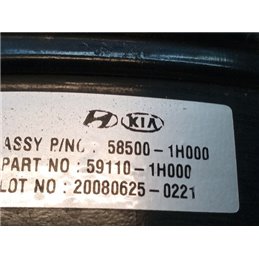 KIA
ASSY P/NO : 58500-1H000
PART NO : 59110-1H000
LOT NO : 20080625-0221